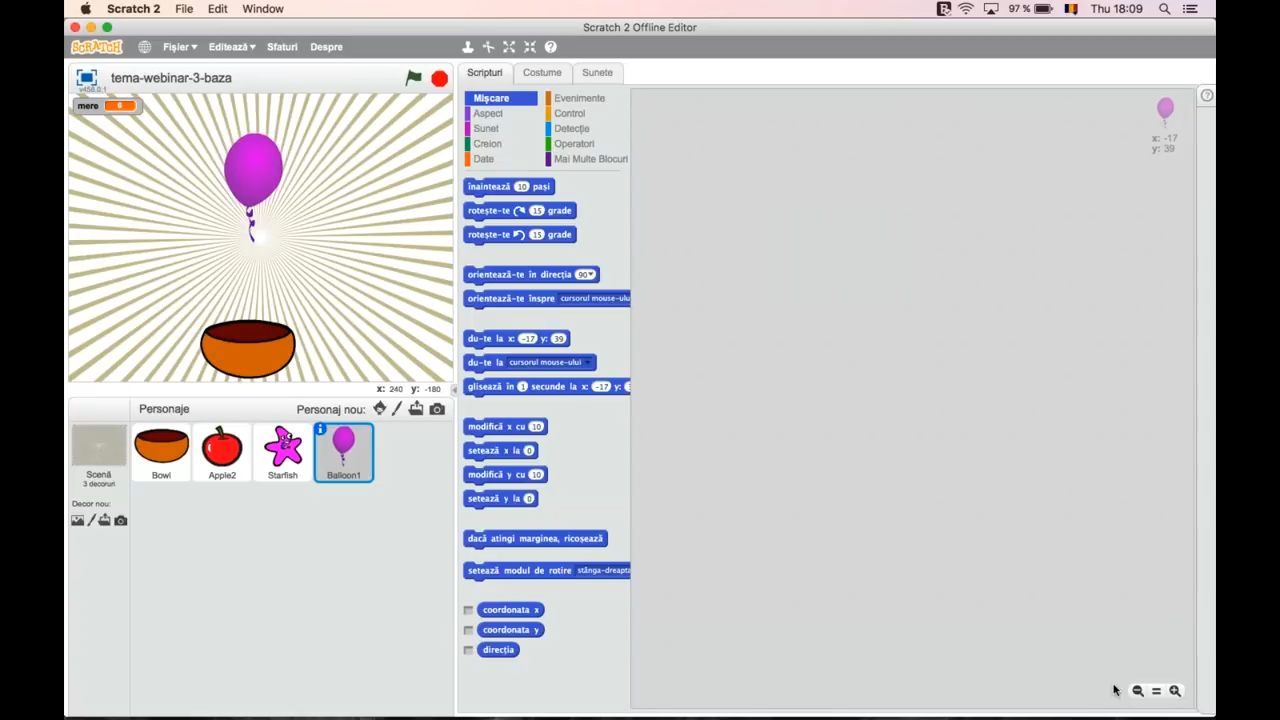 Scratch 2 File Edit Window
97 % Thu 18:09
Scratch 2 Offline Editor
SCRATCH Fișier Editează Sfaturi Despre
tema-webinar-3-baza
v456.0.1
mere 6
x: 240 y: -180
Personaje Personaj nou:
Scenă
3 decoruri
Decor nou:
Bowl
Apple2
Starfish
Balloon1
Scripturi Costume Sunete
Mișcare Evenimente
Aspect Control
Sunet Detecție
Creion Operatori
Date Mai Multe Blocuri
înaintează 10 pași
rotește-te 15 grade
rotește-te 15 grade
orientează-te în direcția 90
orientează-te înspre cursorul mouse-ulu
du-te la x: -17 y: 39
du-te la cursorul mouse-ului
glisează în 1 secunde la x: -17 y: 3
modifică x cu 10
setează x la 0
modifică y cu 10
setează y la 0
dacă atingi marginea, ricoșează
setează modul de rotire stânga-dreapta
coordonata x
coordonata y
direcția
x: -17
y: 39